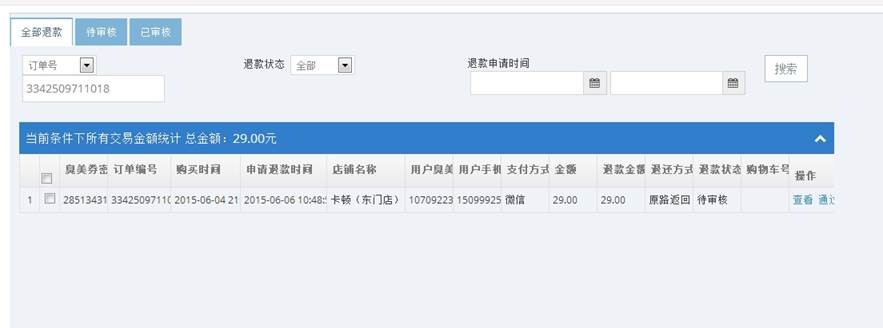 全部退款 待审核 已审核
订单号 退款状态 全部 退款申请时间 搜索
3342509711018
当前条件下所有交易金额统计 总金额：29.00元
臭美券密 订单编号 购买时间 申请退款时间 店铺名称 用户臭美 用户手机 支付方式 金额 退款金额 退还方式 退款状态 购物车号 操作
1 28513431 33425097110 2015-06-04 21 2015-06-06 10:48:5 卡顿（东门店） 10709223 15099925 微信 29.00 29.00 原路返回 待审核 查看 通过